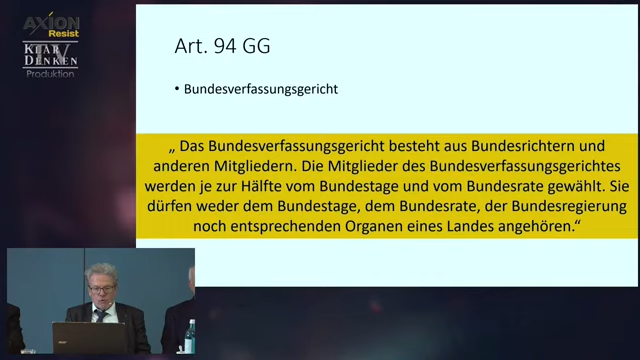 AXION
Resist
KLAR
TV
DENKEN
Produktion
Art. 94 GG
• Bundesverfassungsgericht
„ Das Bundesverfassungsgericht besteht aus Bundesrichtern und
anderen Mitgliedern. Die Mitglieder des Bundesverfassungsgerichtes
werden je zur Hälfte vom Bundestage und vom Bundesrate gewählt. Sie
dürfen weder dem Bundestage, dem Bundesrate, der Bundesregierung
noch entsprechenden Organen eines Landes angehören.“